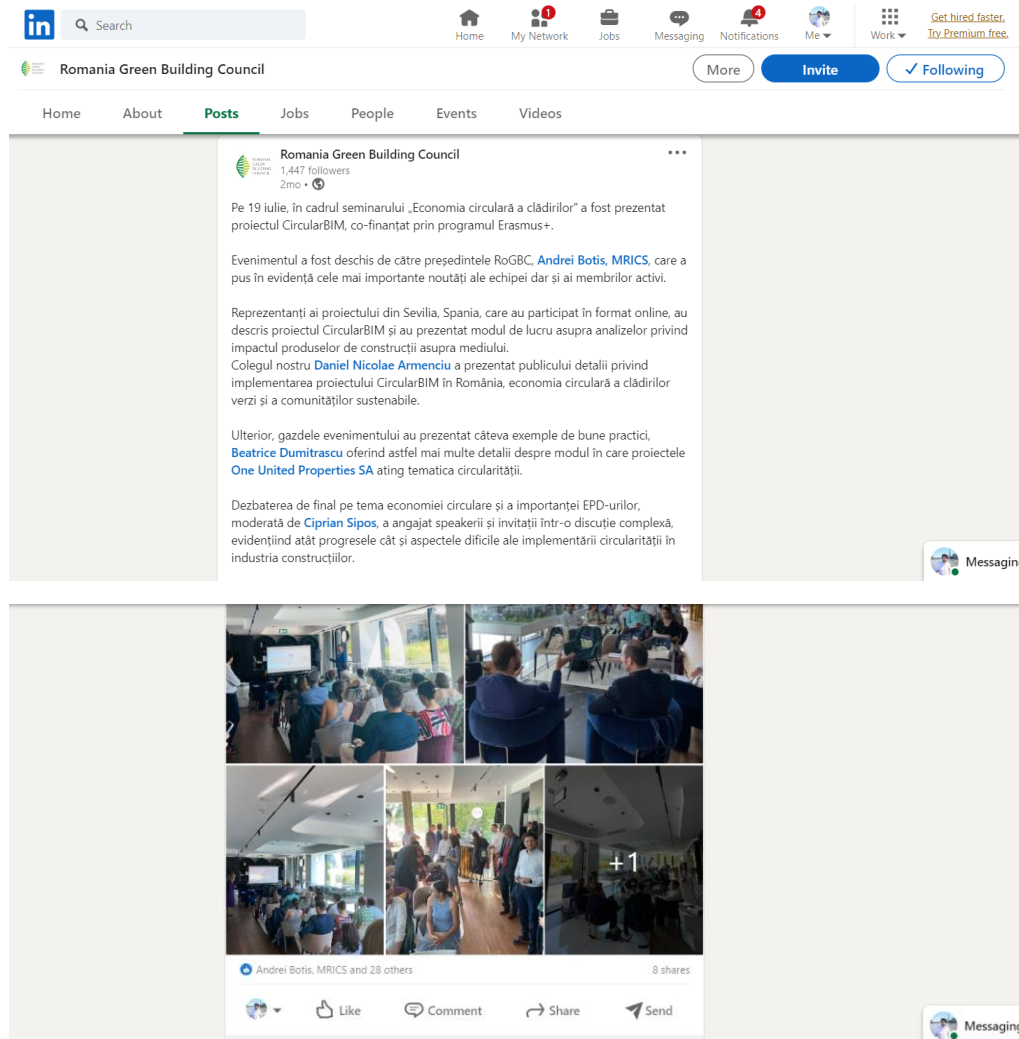 in
Search
Home
My Network
1
Jobs
Messaging
Notifications
4
Me
Work
Get hired faster.
Try Premium free.
Romania Green Building Council
More
Invite
✓ Following
Home
About
Posts
Jobs
People
Events
Videos
Romania Green Building Council
1,447 followers
2mo •
Pe 19 iulie, în cadrul seminarului „Economia circulară a clădirilor” a fost prezentat
proiectul CircularBIM, co-finanțat prin programul Erasmus+.
Evenimentul a fost deschis de către președintele RoGBC, Andrei Botis, MRICS, care a
pus în evidență cele mai importante noutăți ale echipei dar și ai membrilor activi.
Reprezentanți ai proiectului din Sevilia, Spania, care au participat în format online, au
descris proiectul CircularBIM și au prezentat modul de lucru asupra analizelor privind
impactul produselor de construcții asupra mediului.
Colegul nostru Daniel Nicolae Armenciu a prezentat publicului detalii privind
implementarea proiectului CircularBIM în România, economia circulară a clădirilor
verzi și a comunităților sustenabile.
Ulterior, gazdele evenimentului au prezentat câteva exemple de bune practici,
Beatrice Dumitrascu oferind astfel mai multe detalii despre modul în care proiectele
One United Properties SA ating tematica circularității.
Dezbaterea de final pe tema economiei circulare și a importanței EPD-urilor,
moderată de Ciprian Sipos, a angajat speakerii și invitații într-o discuție complexă,
evidențiind atât progresele cât și aspectele dificile ale implementării circularității în
industria construcțiilor.
Messaging
+1
Andrei Botis, MRICS and 28 others
8 shares
Like
Comment
Share
Send
Messaging